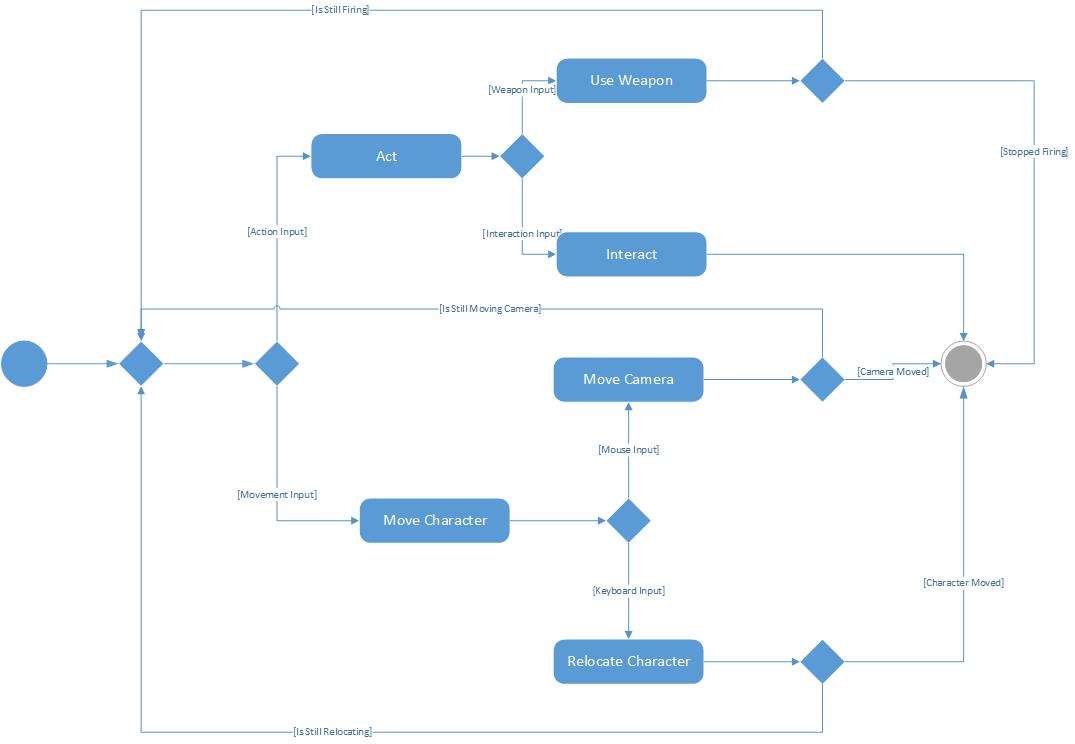 [Is Still Firing]
Use Weapon
[Weapon Input]
[Stopped Firing]
Act
[Action Input]
[Interaction Input]
Interact
[Is Still Moving Camera]
[Camera Moved]
Move Camera
[Mouse Input]
[Movement Input]
Move Character
[Character Moved]
{Keyboard Input]
Relocate Character
[Is Still Relocating]